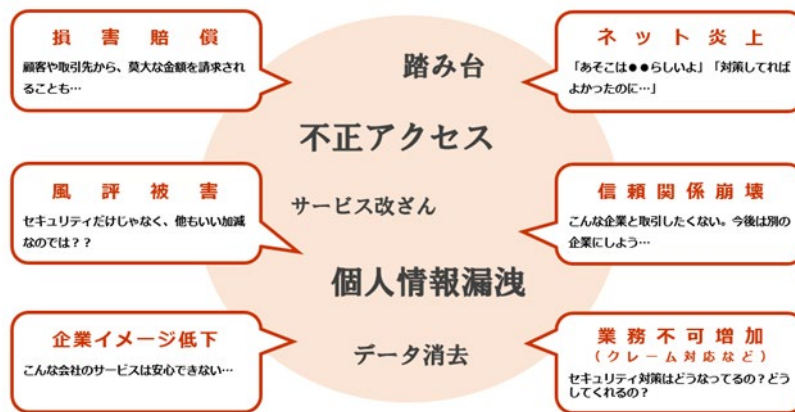 損害賠償
顧客や取引先から、莫大な金額を請求され
ることも…
踏み台
ネット炎上
「あそこは●●らしいよ」「対策してれば
よかったのに…」
不正アクセス
風評被害
セキュリティだけじゃなく、他もいい加減
なのでは？？
サービス改ざん
信頼関係崩壊
こんな企業と取引したくない。今後は別の
企業にしよう…
個人情報漏洩
企業イメージ低下
こんな会社のサービスは安心できない…
データ消去
業務不可増加
（クレーム対応など）
セキュリティ対策はどうなってるの？どう
してくれるの？